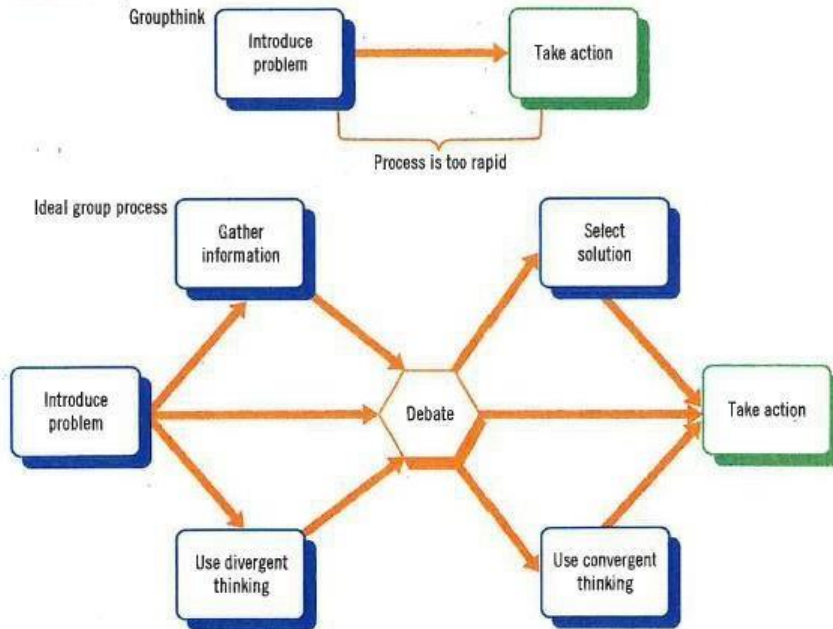 Groupthink
Introduce
problem
Take action
Process is too rapid
Ideal group process
Gather
information
Select
solution
Introduce
problem
Debate
Take action
Use divergent
thinking
Use convergent
thinking